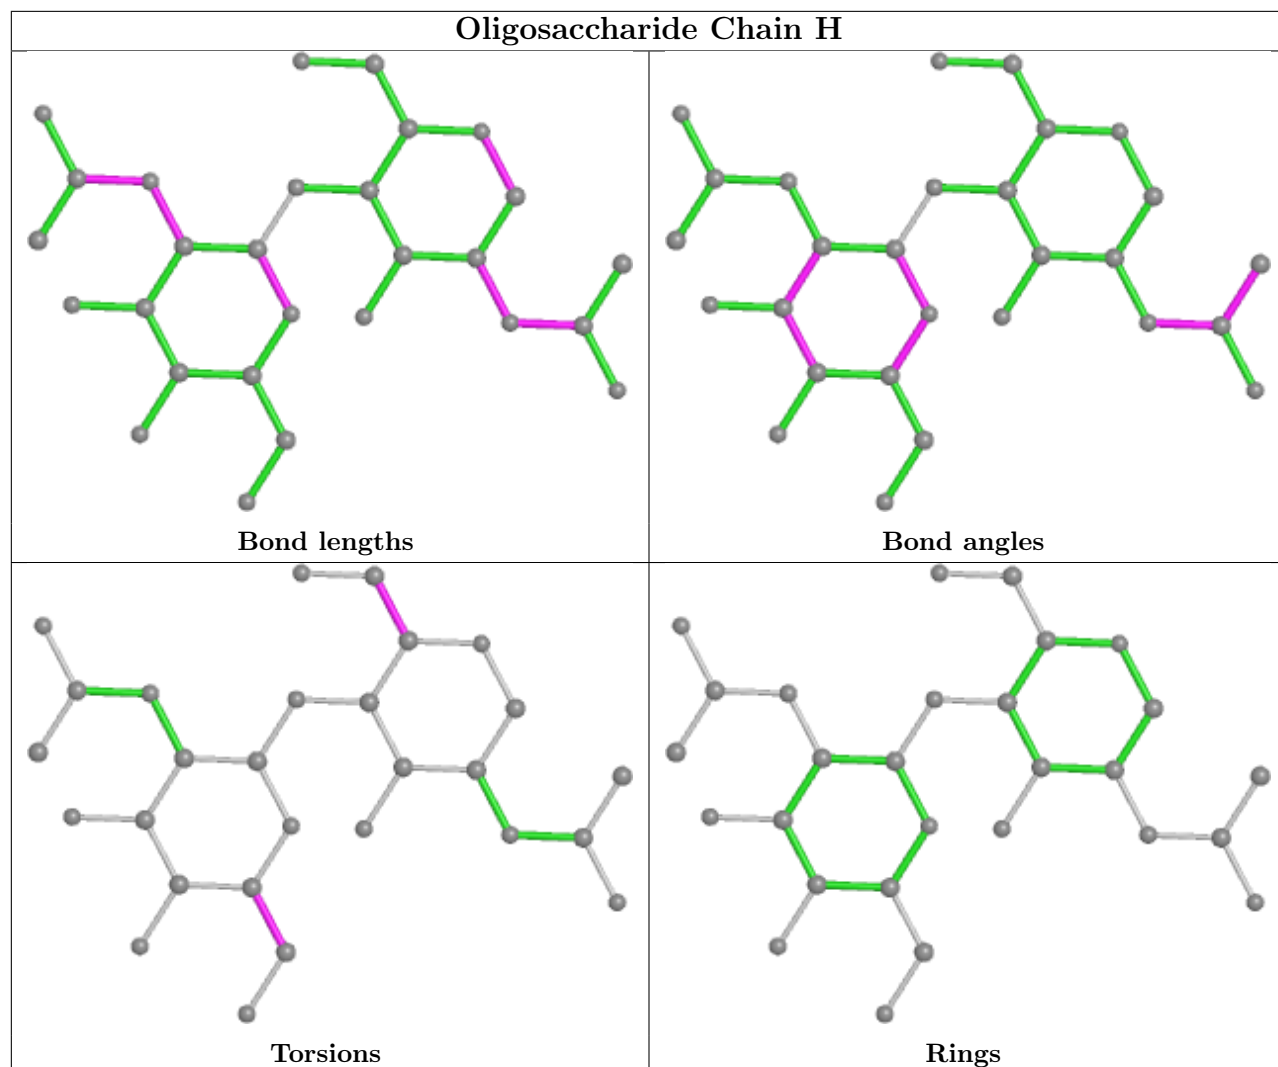 Oligosaccharide Chain H
Bond lengths
Bond angles
Torsions
Rings